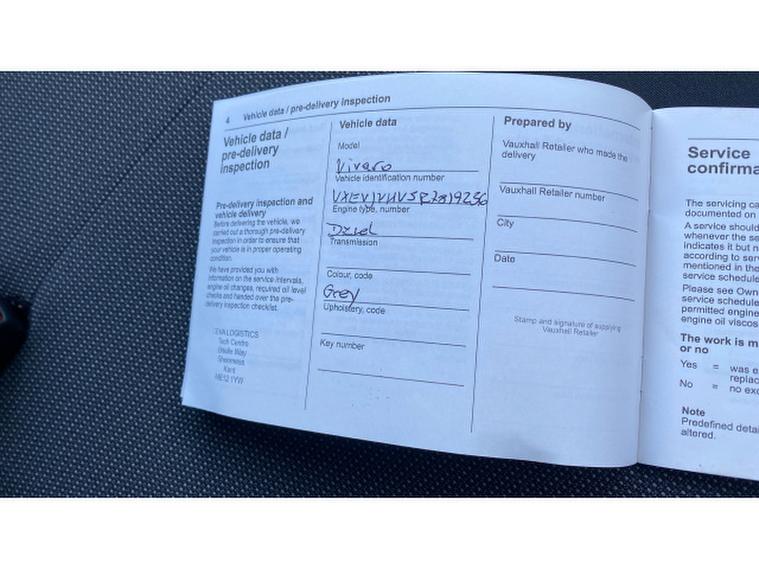 4 Vehicle data / pre-delivery inspection
Vehicle data /
pre-delivery
inspection
Pre-delivery inspection and
vehicle delivery
Before delivering the vehicle, we
carried out a thorough pre-delivery
inspection in order to ensure that
your vehicle is in proper operating
condition.
We have provided you with
information on the service intervals,
engine oil changes, required oil level
checks and handed over the pre-
delivery inspection checklist.
EVA LOGISTICS
Tech Centre
Way
Sheerness
Kent
ME12 1YW
Vehicle data
Model
Vivaro
Vehicle identification number
Engine type, number
Transmission
Colour, code
Grey
Upholstery, code
Key number
Prepared by
Vauxhall Retailer who made the
delivery
Vauxhall Retailer number
City
Date
Stamp and signature of supplying
Vauxhall Retailer
Service
confirma
The servicing ca
documented on
A service should
whenever the se
indicates it but n
according to serv
mentioned in the
service schedule
Please see Own
service schedule
permitted engine
engine oil viscos
The work is m
or no
Yes = was e
replac
No = no exc
Note
Predefined detai
altered.